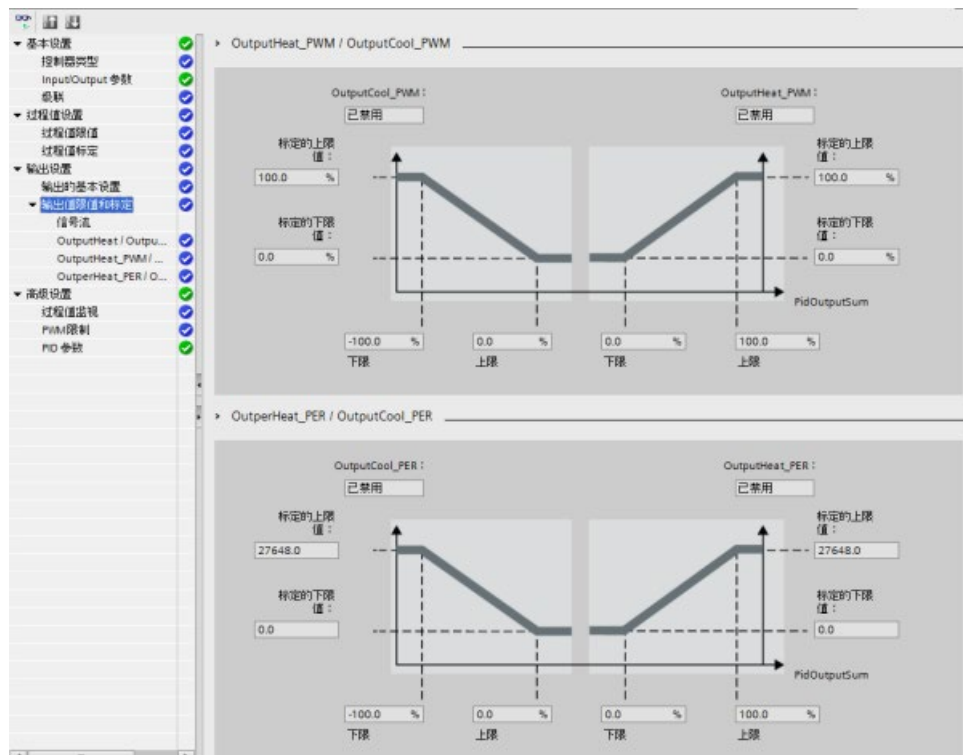 基本设置
控制器类型
Input/Output 参数
级联
过程值设置
过程值限值
过程值标定
输出设置
输出的基本设置
输出值限值和标定
信号流
OutputHeat / Outpu...
OutputHeat_PWM / ...
OutperHeat_PER / O...
高级设置
过程值监视
PWM限制
PID 参数
OutputHeat_PWM / OutputCool_PWM
OutputCool_PWM：
已禁用
OutputHeat_PWM：
已禁用
标定的上限
值：
100.0 %
标定的下限
值：
0.0 %
标定的上限
值：
100.0 %
标定的下限
值：
0.0 %
PidOutputSum
-100.0 %
0.0 %
0.0 %
100.0 %
下限
上限
下限
上限
OutperHeat_PER / OutputCool_PER
OutputCool_PER：
已禁用
OutputHeat_PER：
已禁用
标定的上限
值：
27648.0
标定的下限
值：
0.0
标定的上限
值：
27648.0
标定的下限
值：
0.0
PidOutputSum
-100.0 %
0.0 %
0.0 %
100.0 %
下限
上限
下限
上限